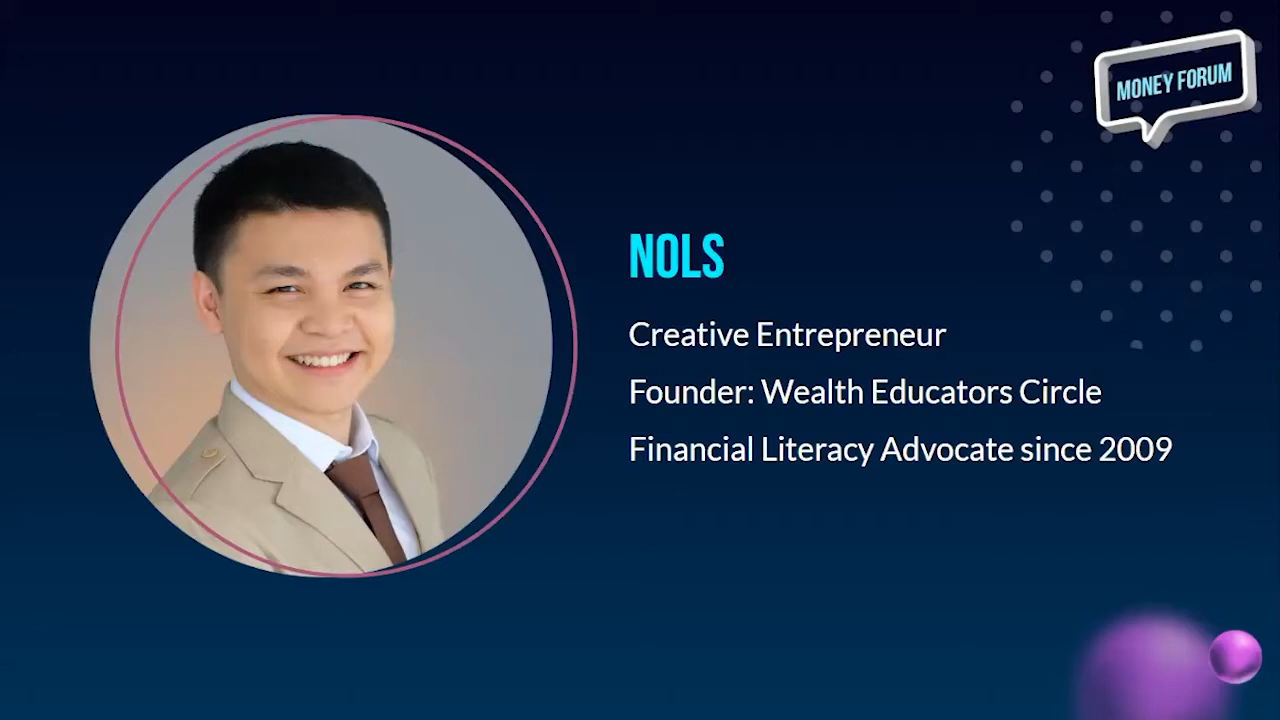 MONEY FORUM
NOLS
Creative Entrepreneur
Founder: Wealth Educators Circle
Financial Literacy Advocate since 2009